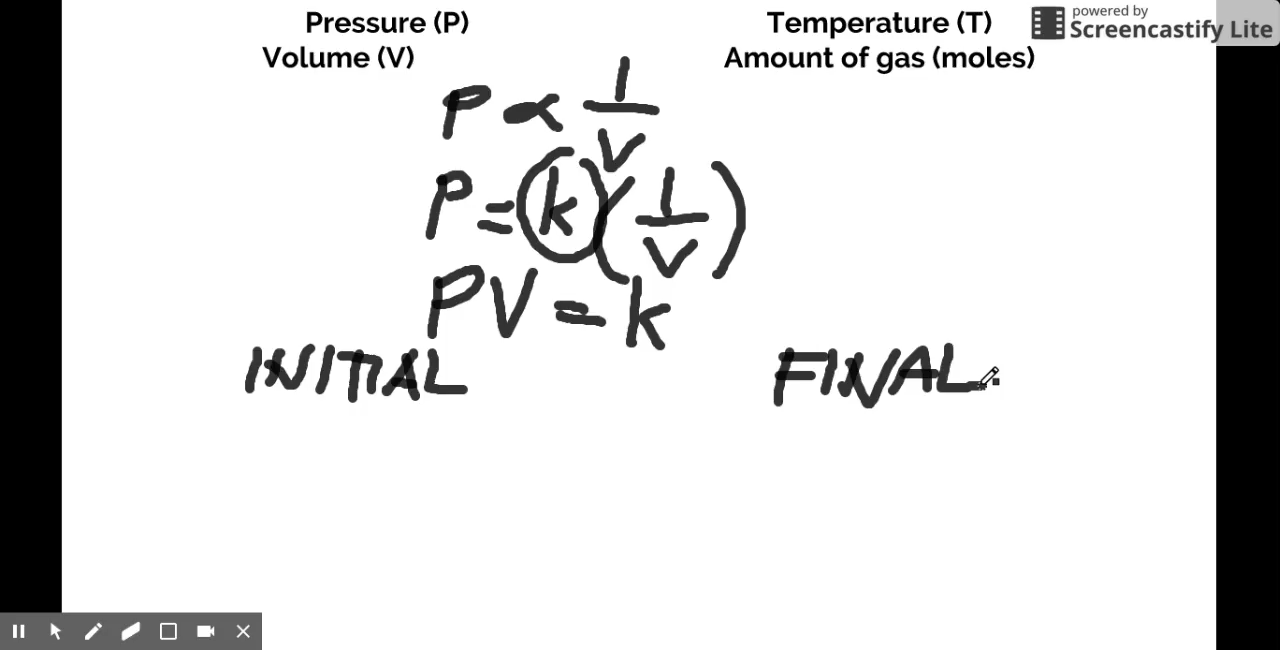 Pressure (P) Temperature (T)
Volume (V) Amount of gas (moles)
powered by
Screencastify Lite
P ∝ 1/V
P = (k)(1/V)
PV = k
INITIAL FINAL